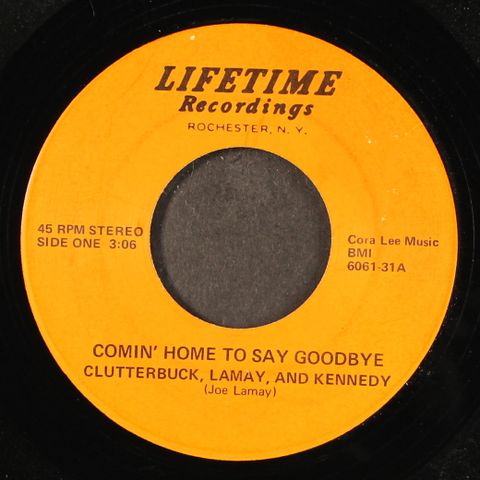 LIFETIME
Recordings
ROCHESTER, N. Y.
45 RPM STEREO
SIDE ONE 3:06
Cora Lee Music
BMI
6061-31A
COMIN' HOME TO SAY GOODBYE
CLUTTERBUCK, LAMAY, AND KENNEDY
(Joe Lamay)